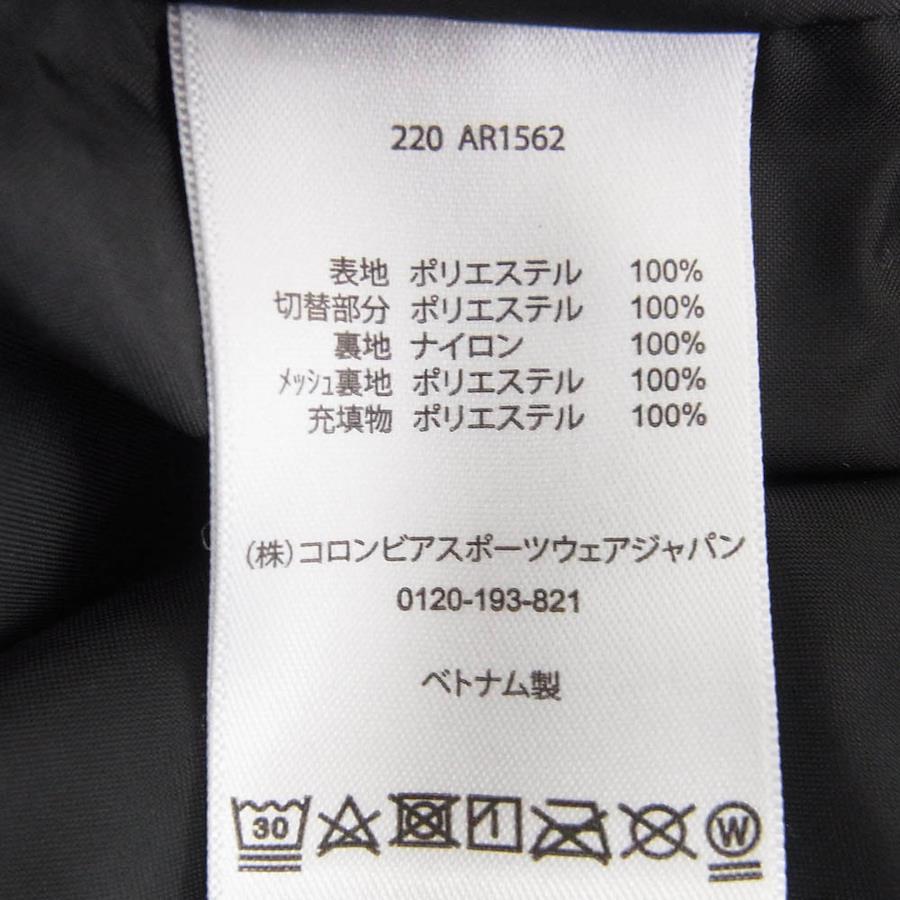 220 AR1562
表地 ポリエステル 100%
切替部分 ポリエステル 100%
裏地 ナイロン 100%
ﾒｯｼｭ裏地 ポリエステル 100%
充填物 ポリエステル 100%
(株)コロンビアスポーツウェアジャパン
0120-193-821
ベトナム製
30 W